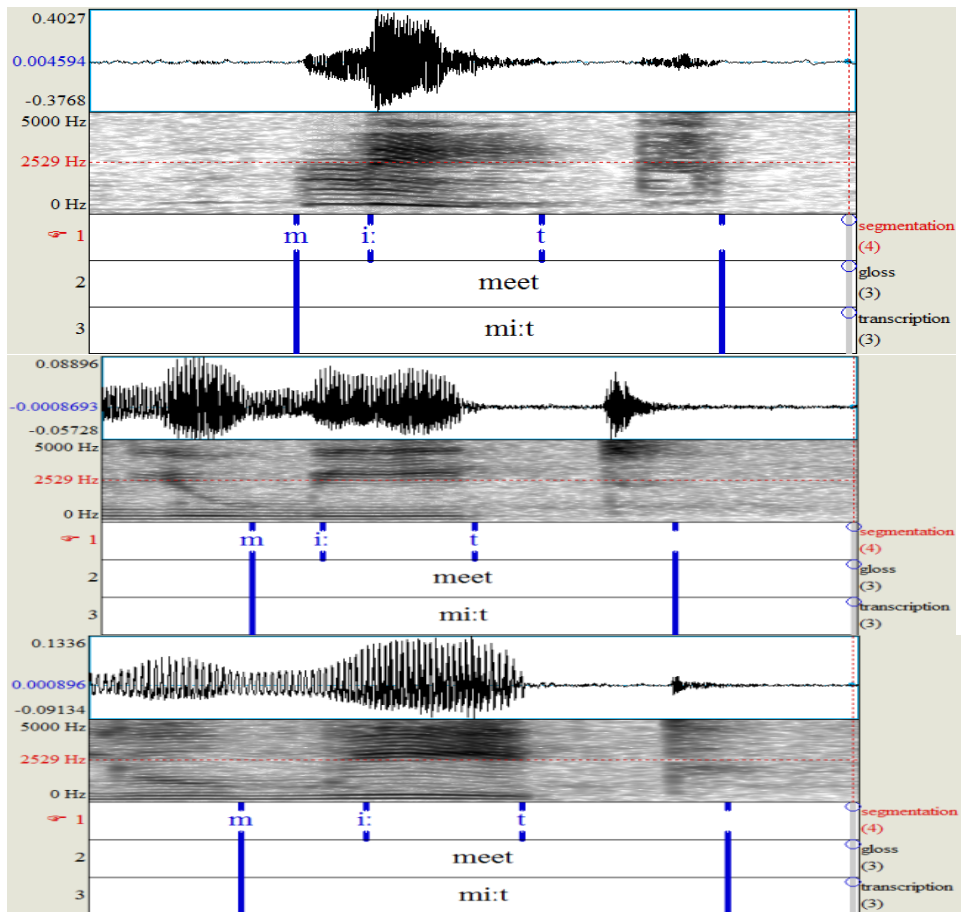 0.4027
0.004594
-0.3768
5000 Hz
2529 Hz
0 Hz
☞ 1 m i: t segmentation (4)
2 meet gloss (3)
3 mi:t transcription (3)
0.08896
-0.0008693
-0.05728
5000 Hz
2529 Hz
0 Hz
☞ 1 m i: t segmentation (4)
2 meet gloss (3)
3 mi:t transcription (3)
0.1336
0.000896
-0.09134
5000 Hz
2529 Hz
0 Hz
☞ 1 m i: t segmentation (4)
2 meet gloss (3)
3 mi:t transcription (3)